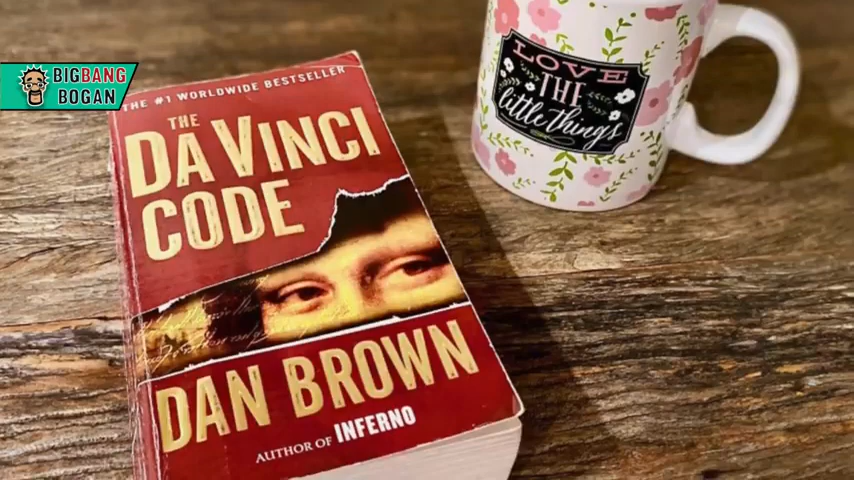 BIGBANG
BOGAN
THE #1 WORLDWIDE BESTSELLER
THE
DA VINCI
CODE
DAN BROWN
AUTHOR OF INFERNO
LOVE
THE
little things